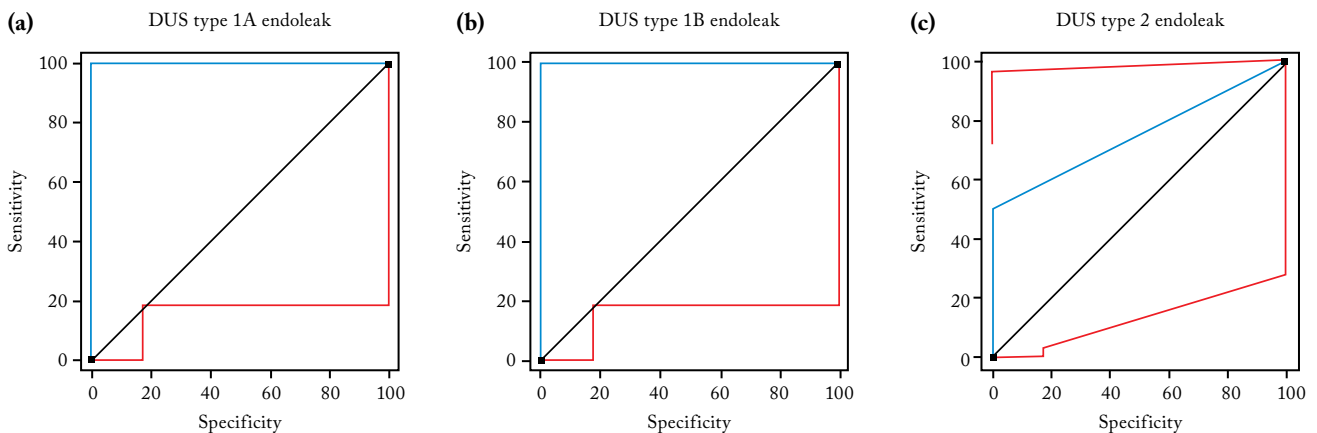 (a)
DUS type 1A endoleak
100
80
60
40
20
0
Sensitivity
0 20 40 60 80 100
Specificity
(b)
DUS type 1B endoleak
100
80
60
40
20
0
Sensitivity
0 20 40 60 80 100
Specificity
(c)
DUS type 2 endoleak
100
80
60
40
20
0
Sensitivity
0 20 40 60 80 100
Specificity